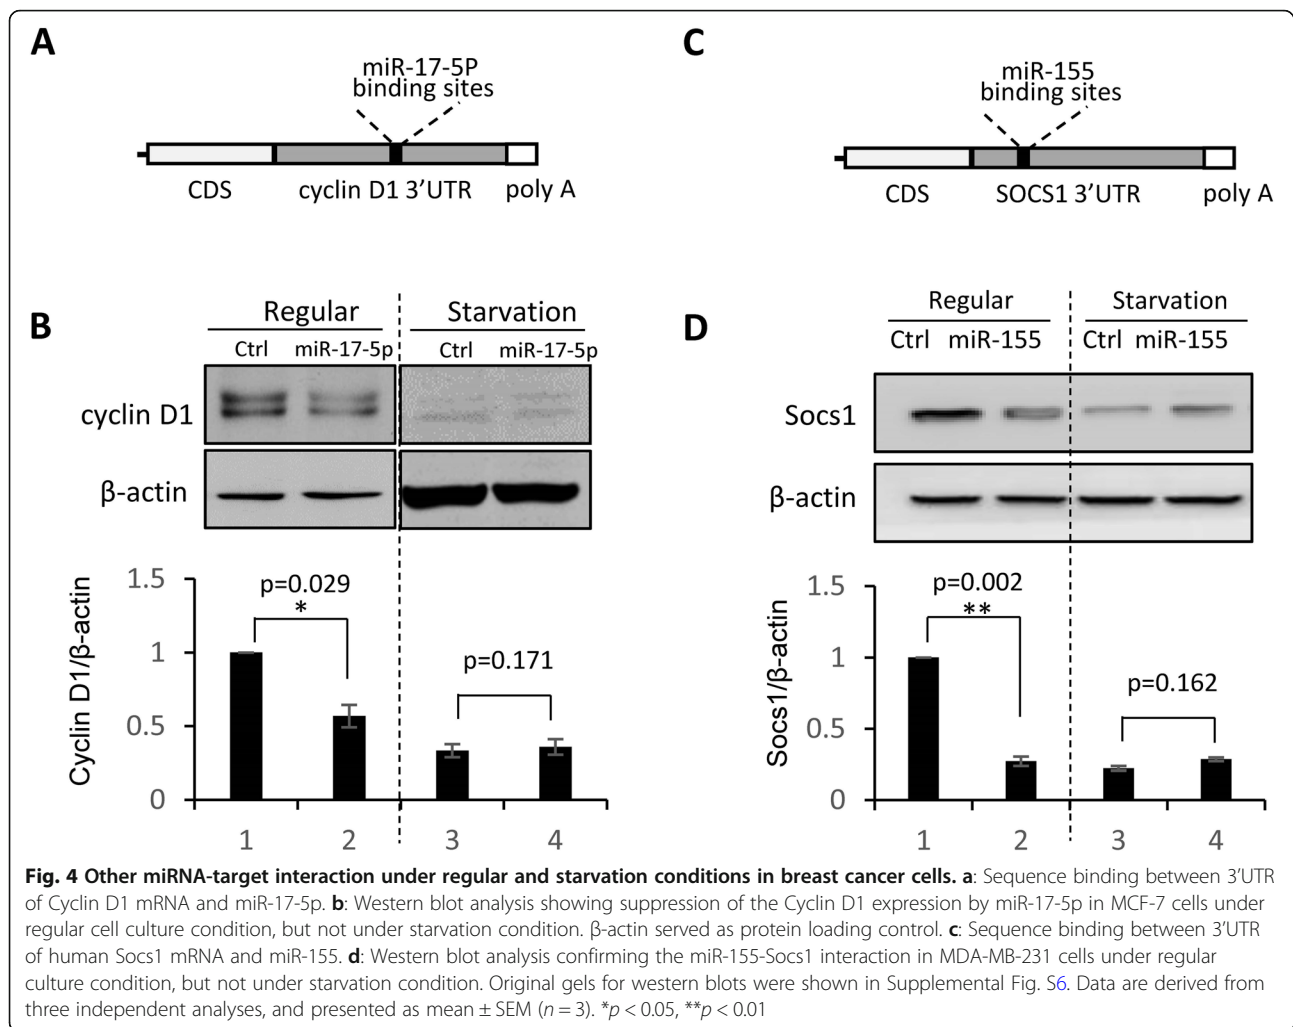 A
miR-17-5P
binding sites
CDS
cyclin D1 3’UTR
poly A
C
miR-155
binding sites
CDS
SOCS1 3’UTR
poly A
B
Regular
Starvation
Ctrl
miR-17-5p
Ctrl
miR-17-5p
cyclin D1
β-actin
Cyclin D1/β-actin
1.5
1
0.5
0
p=0.029
*
p=0.171
1
2
3
4
D
Regular
Starvation
Ctrl miR-155
Ctrl miR-155
Socs1
β-actin
Socs1/β-actin
1.5
1
0.5
0
p=0.002
**
p=0.162
1
2
3
4
Fig. 4 Other miRNA-target interaction under regular and starvation conditions in breast cancer cells. a: Sequence binding between 3’UTR
of Cyclin D1 mRNA and miR-17-5p. b: Western blot analysis showing suppression of the Cyclin D1 expression by miR-17-5p in MCF-7 cells under
regular cell culture condition, but not under starvation condition. β-actin served as protein loading control. c: Sequence binding between 3’UTR
of human Socs1 mRNA and miR-155. d: Western blot analysis confirming the miR-155-Socs1 interaction in MDA-MB-231 cells under regular
culture condition, but not under starvation condition. Original gels for western blots were shown in Supplemental Fig. S6. Data are derived from
three independent analyses, and presented as mean ± SEM (n = 3). *p < 0.05, **p < 0.01